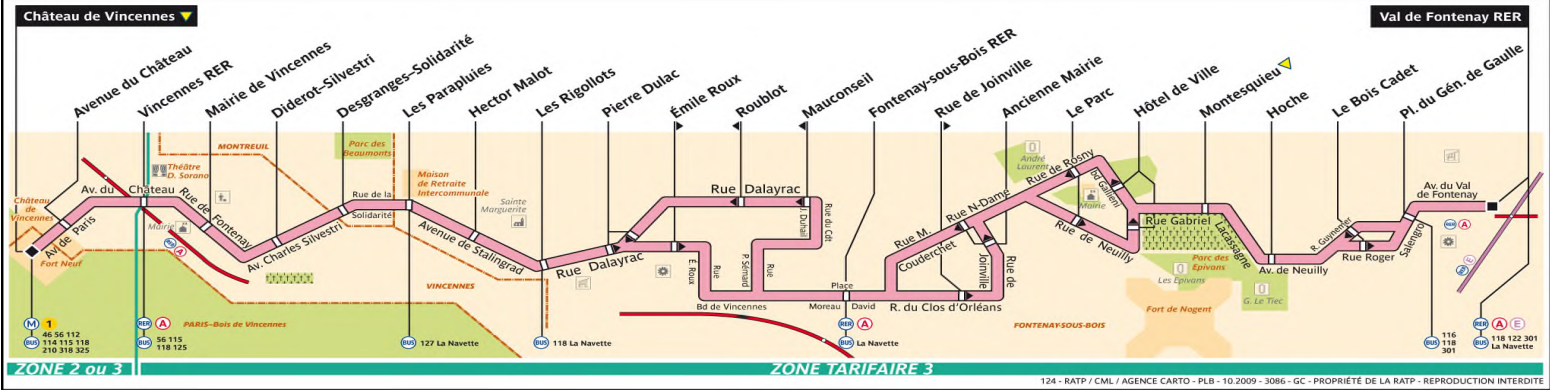 Château de Vincennes
Val de Fontenay RER
Avenue du Château
Vincennes RER
Mairie de Vincennes
Diderot–Silvestri
Desgranges–Solidarité
Les Parapluies
Hector Malot
Les Rigollots
Pierre Dulac
Émile Roux
Roublot
Mauconseil
Fontenay-sous-Bois RER
Rue de Joinville
Ancienne Mairie
Le Parc
Hôtel de Ville
Montesquieu
Hoche
Le Bois Cadet
Pl. du Gén. de Gaulle
MONTREUIL
Théâtre
D. Sorano
Parc des
Beaumonts
Maison
de Retraite
Intercommunale
Sainte
Marguerite
Château
de
Vincennes
Fort Neuf
Av. de Paris
Av. du Château
Mairie
RER A
Rue de Fontenay
Av. Charles Silvestri
Rue de la
Solidarité
Avenue de Stalingrad
Rue Dalayrac
Rue Dalayrac
E. Roux
Rue
P. Sémard
Rue
J. Duhail
Rue du Cdt
Bd de Vincennes
Place
Moreau David
Rue M.
Couderchet
Rue N-Dame
R. du Clos d'Orléans
Joinville
Rue de
André
Laurent
Rue de Rosny
bd Gallieni
Mairie
Rue de Neuilly
Rue Gabriel
Lacassagne
Parc des
Epivans
Les Epivans
G. Le Tiec
Av. de Neuilly
R. Guynemer
Rue Roger
Salengro
Av. du Val
de Fontenay
RER A
RER E
VINCENNES
PARIS–Bois de Vincennes
FONTENAY-SOUS-BOIS
Fort de Nogent
M 1
BUS 46 56 112
114 115 118
210 318 325
RER A
BUS 56 115
118 125
BUS 127 La Navette
BUS 118 La Navette
RER A
BUS La Navette
BUS 116
118
301
RER A E
BUS 118 122 301
La Navette
ZONE 2 ou 3
ZONE TARIFAIRE 3
124 - RATP / CML / AGENCE CARTO - PLB - 10.2009 - 3086 - GC - PROPRIÉTÉ DE LA RATP - REPRODUCTION INTERDITE